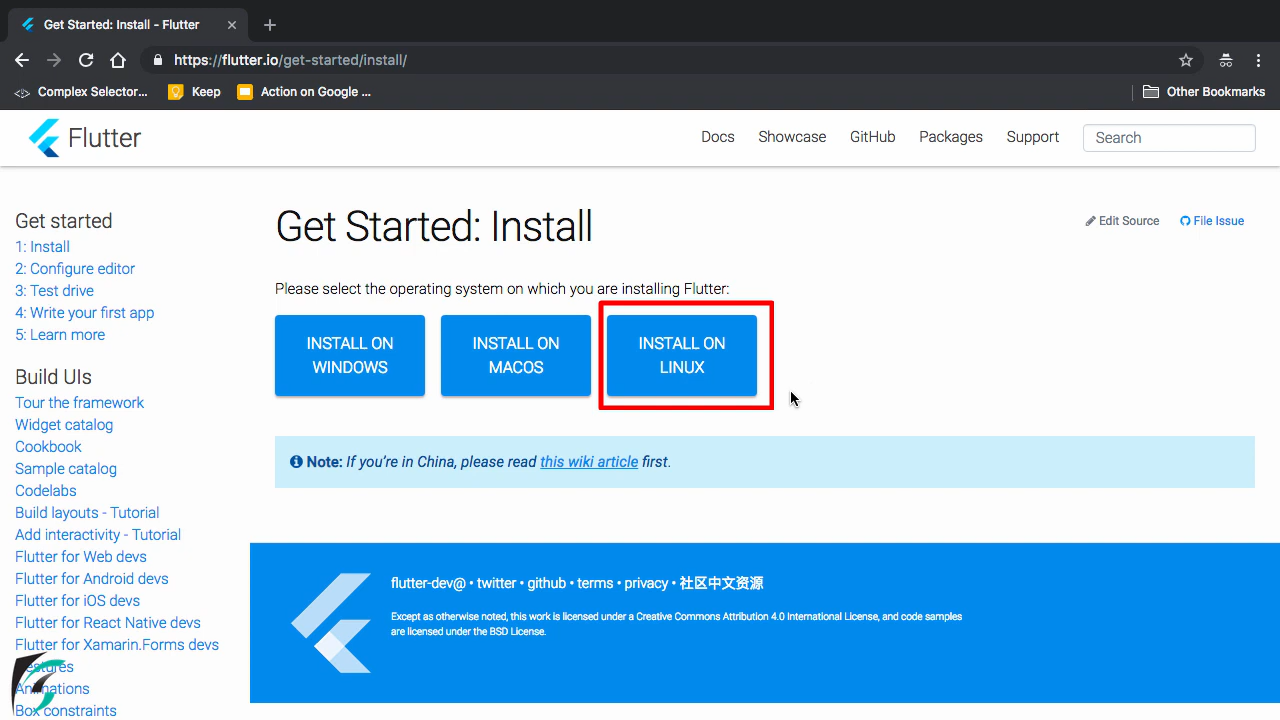 Get Started: Install - Flutter
https://flutter.io/get-started/install/
Complex Selector... Keep Action on Google ... Other Bookmarks
Flutter
Docs Showcase GitHub Packages Support Search
Get started
1: Install
2: Configure editor
3: Test drive
4: Write your first app
5: Learn more
Build UIs
Tour the framework
Widget catalog
Cookbook
Sample catalog
Codelabs
Build layouts - Tutorial
Add interactivity - Tutorial
Flutter for Web devs
Flutter for Android devs
Flutter for iOS devs
Flutter for React Native devs
Flutter for Xamarin.Forms devs
Gestures
Animations
Box constraints
Get Started: Install
Edit Source File Issue
Please select the operating system on which you are installing Flutter:
INSTALL ON
WINDOWS
INSTALL ON
MACOS
INSTALL ON
LINUX
Note: If you're in China, please read this wiki article first.
flutter-dev@ • twitter • github • terms • privacy • 社区中文资源
Except as otherwise noted, this work is licensed under a Creative Commons Attribution 4.0 International License, and code samples
are licensed under the BSD License.